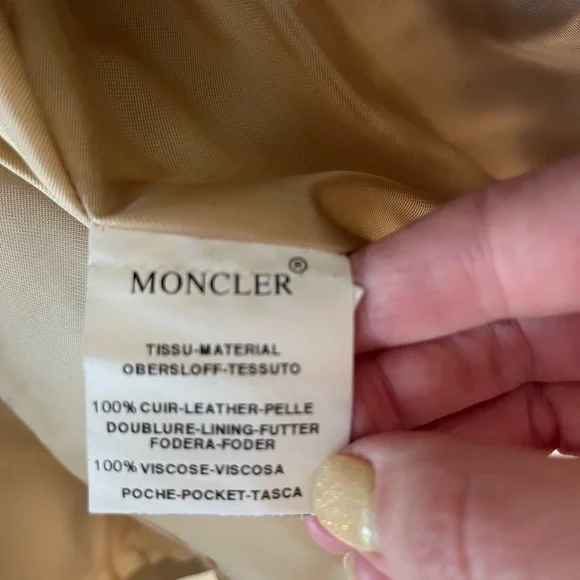 MONCLER®
TISSU-MATERIAL
OBERSLOFF-TESSUTO
100% CUIR-LEATHER-PELLE
DOUBLURE-LINING-FUTTER
FODERA-FODER
100% VISCOSE-VISCOSA
POCHE-POCKET-TASCA